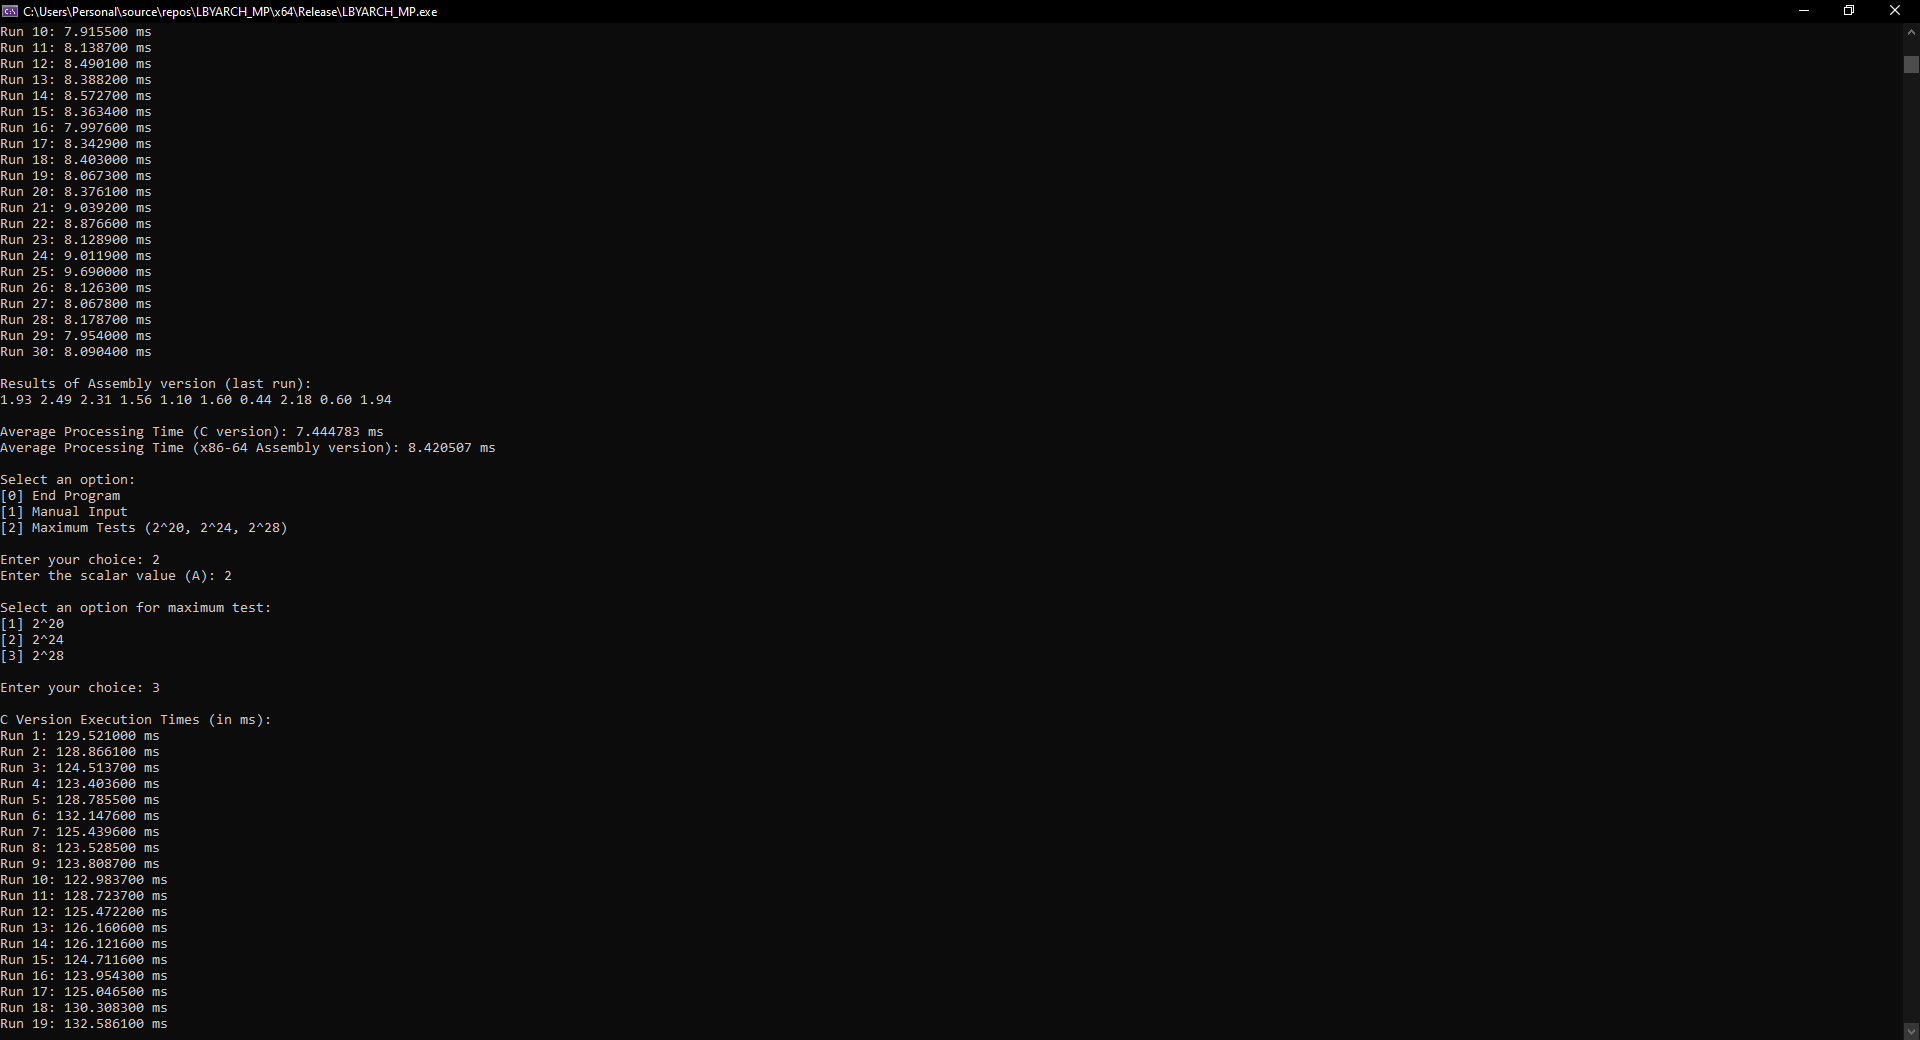 C:\Users\Personal\source\repos\LBYARCH_MP\x64\Release\LBYARCH_MP.exe
Run 10: 7.915500 ms
Run 11: 8.138700 ms
Run 12: 8.490100 ms
Run 13: 8.388200 ms
Run 14: 8.572700 ms
Run 15: 8.363400 ms
Run 16: 7.997600 ms
Run 17: 8.342900 ms
Run 18: 8.403000 ms
Run 19: 8.067300 ms
Run 20: 8.376100 ms
Run 21: 9.039200 ms
Run 22: 8.876600 ms
Run 23: 8.128900 ms
Run 24: 9.011900 ms
Run 25: 9.690000 ms
Run 26: 8.126300 ms
Run 27: 8.067800 ms
Run 28: 8.178700 ms
Run 29: 7.954000 ms
Run 30: 8.090400 ms
Results of Assembly version (last run):
1.93 2.49 2.31 1.56 1.10 1.60 0.44 2.18 0.60 1.94
Average Processing Time (C version): 7.444783 ms
Average Processing Time (x86-64 Assembly version): 8.420507 ms
Select an option:
[0] End Program
[1] Manual Input
[2] Maximum Tests (2^20, 2^24, 2^28)
Enter your choice: 2
Enter the scalar value (A): 2
Select an option for maximum test:
[1] 2^20
[2] 2^24
[3] 2^28
Enter your choice: 3
C Version Execution Times (in ms):
Run 1: 129.521000 ms
Run 2: 128.866100 ms
Run 3: 124.513700 ms
Run 4: 123.403600 ms
Run 5: 128.785500 ms
Run 6: 132.147600 ms
Run 7: 125.439600 ms
Run 8: 123.528500 ms
Run 9: 123.808700 ms
Run 10: 122.983700 ms
Run 11: 128.723700 ms
Run 12: 125.472200 ms
Run 13: 126.160600 ms
Run 14: 126.121600 ms
Run 15: 124.711600 ms
Run 16: 123.954300 ms
Run 17: 125.046500 ms
Run 18: 130.308300 ms
Run 19: 132.586100 ms